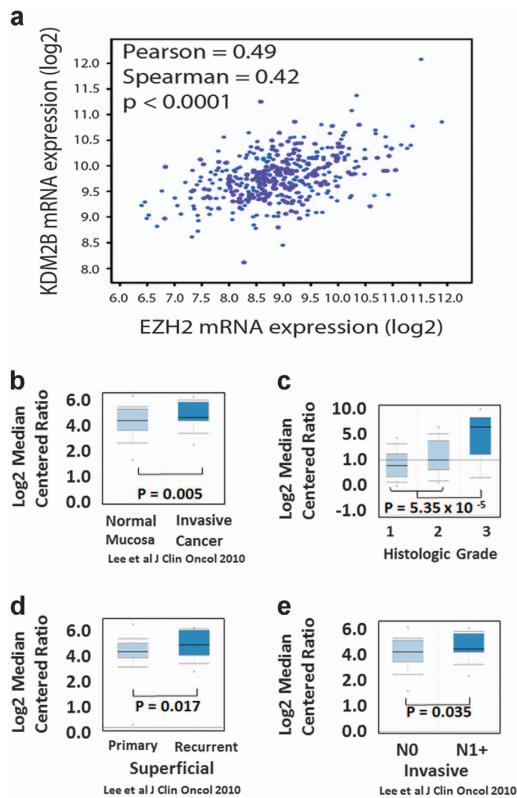 a
Pearson = 0.49
Spearman = 0.42
p < 0.0001
KDM2B mRNA expression (log2)
12.0
11.5
11.0
10.5
10.0
9.5
9.0
8.5
8.0
6.0 6.5 7.0 7.5 8.0 8.5 9.0 9.5 10.0 10.5 11.0 11.5 12.0
EZH2 mRNA expression (log2)
b
Log2 Median
Centered Ratio
6.0
4.0
2.0
1.0
0.0
P = 0.005
Normal Mucosa
Invasive Cancer
Lee et al J Clin Oncol 2010
c
Log2 Median
Centered Ratio
10.0
5.0
1.0
0.0
-1.0
P = 5.35 x 10 -5
1 2 3
Histologic Grade
d
Log2 Median
Centered Ratio
6.0
4.0
2.0
1.0
0.0
P = 0.017
Primary Recurrent
Superficial
Lee et al J Clin Oncol 2010
e
Log2 Median
Centered Ratio
6.0
4.0
2.0
1.0
0.0
P = 0.035
N0 N1+
Invasive
Lee et al J Clin Oncol 2010